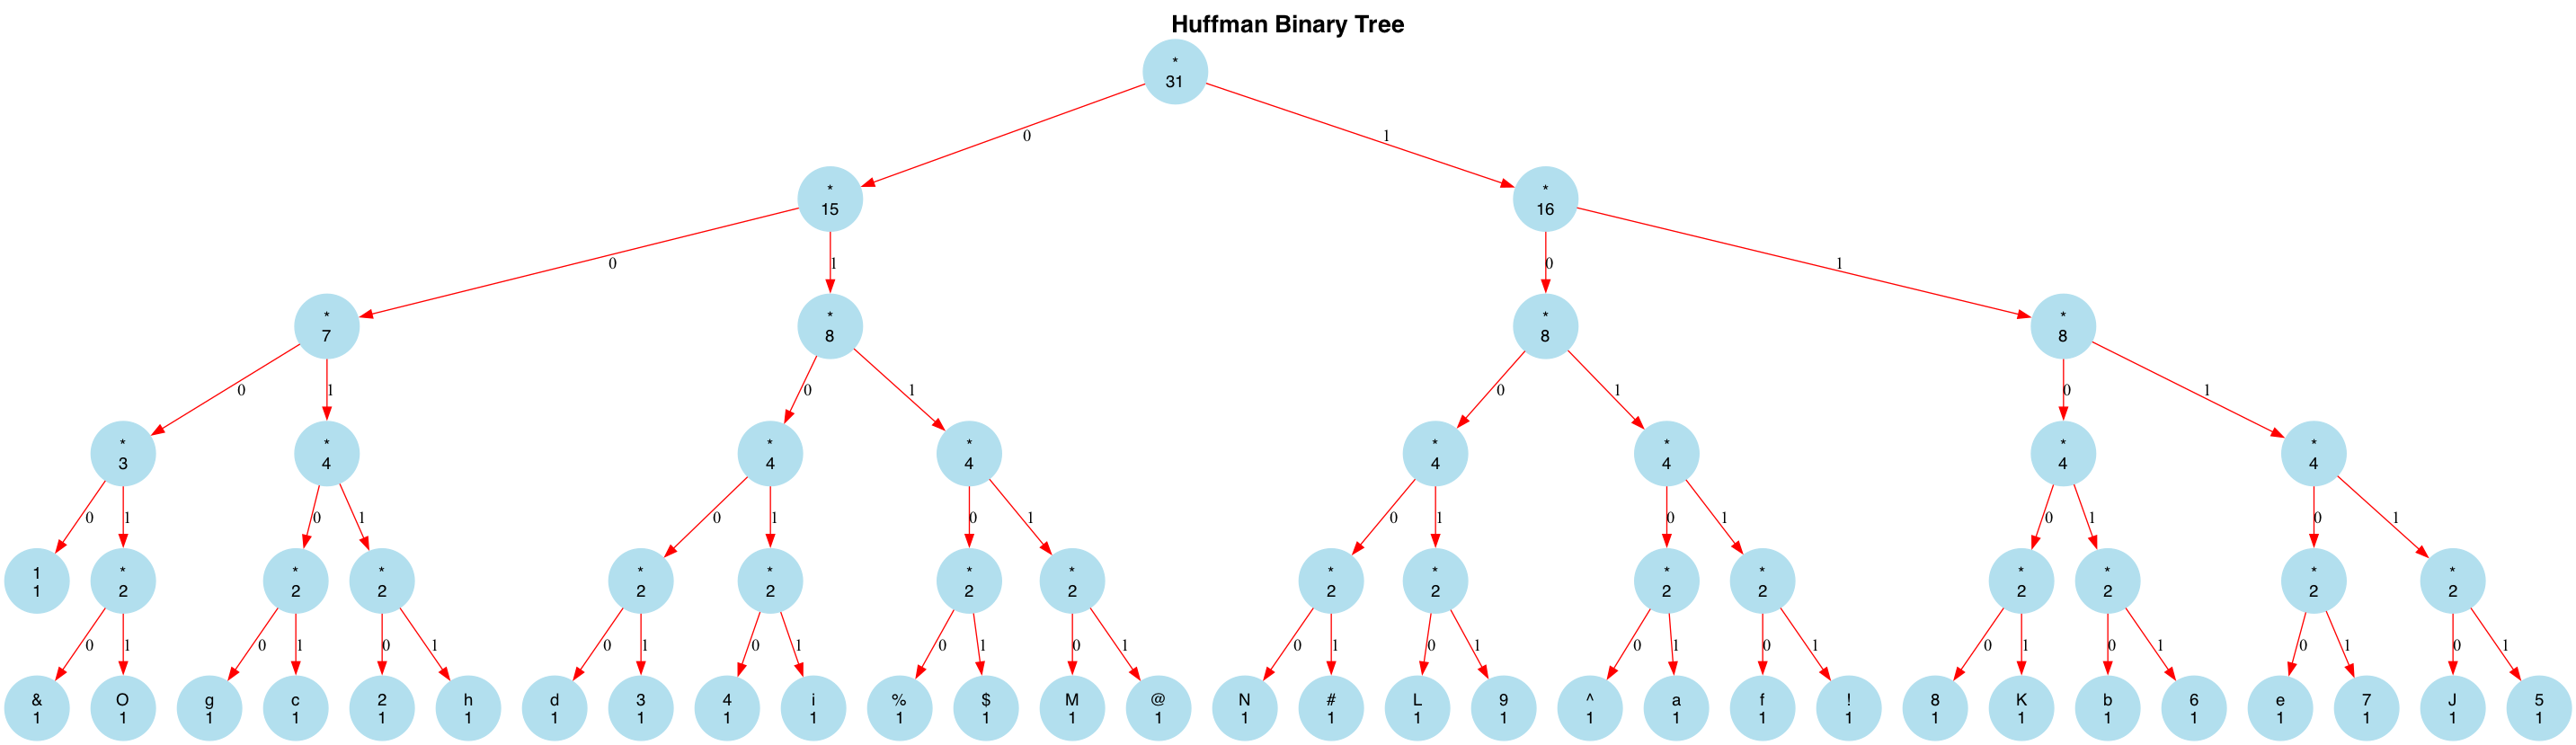 Huffman Binary Tree
*
31
0 1
* *
15 16
0 1 0 1
* * * *
7 8 8 8
0 1 0 1 0 1 0 1
* * * * * * * *
3 4 4 4 4 4 4 4
0 1 0 1 0 1 0 1 0 1 0 1 0 1 0 1
1 * * * * * * * * * * * * * * *
1 2 2 2 2 2 2 2 2 2 2 2 2 2 2 2
0 1 0 1 0 1 0 1 0 1 0 1 0 1 0 1 0 1 0 1 0 1 0 1 0 1 0 1 0 1
& O g c 2 h d 3 4 i % $ M @ N # L 9 ^ a f ! 8 K b 6 e 7 J 5
1 1 1 1 1 1 1 1 1 1 1 1 1 1 1 1 1 1 1 1 1 1 1 1 1 1 1 1 1 1